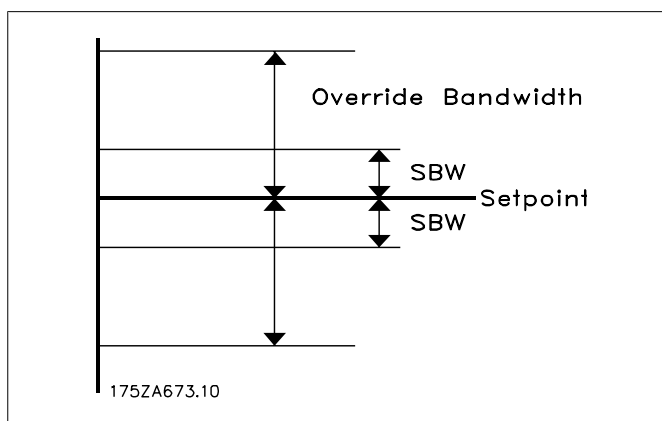 Override Bandwidth
SBW
Setpoint
SBW
175ZA673.10